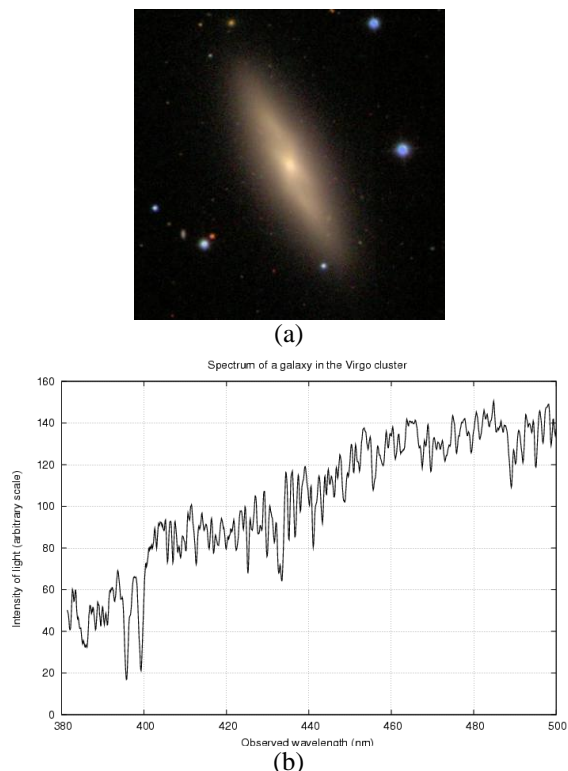 (a)
Spectrum of a galaxy in the Virgo cluster
Intensity of light (arbitrary scale)
160
140
120
100
80
60
40
20
0
380 400 420 440 460 480 500
Observed wavelength (nm)
(b)